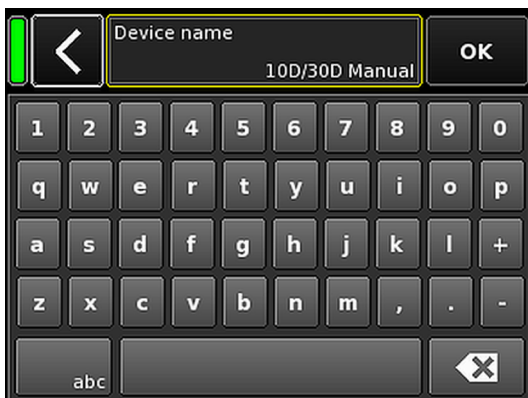 Device name
10D/30D Manual
OK
1 2 3 4 5 6 7 8 9 0
q w e r t y u i o p
a s d f g h j k l +
z x c v b n m , . -
abc